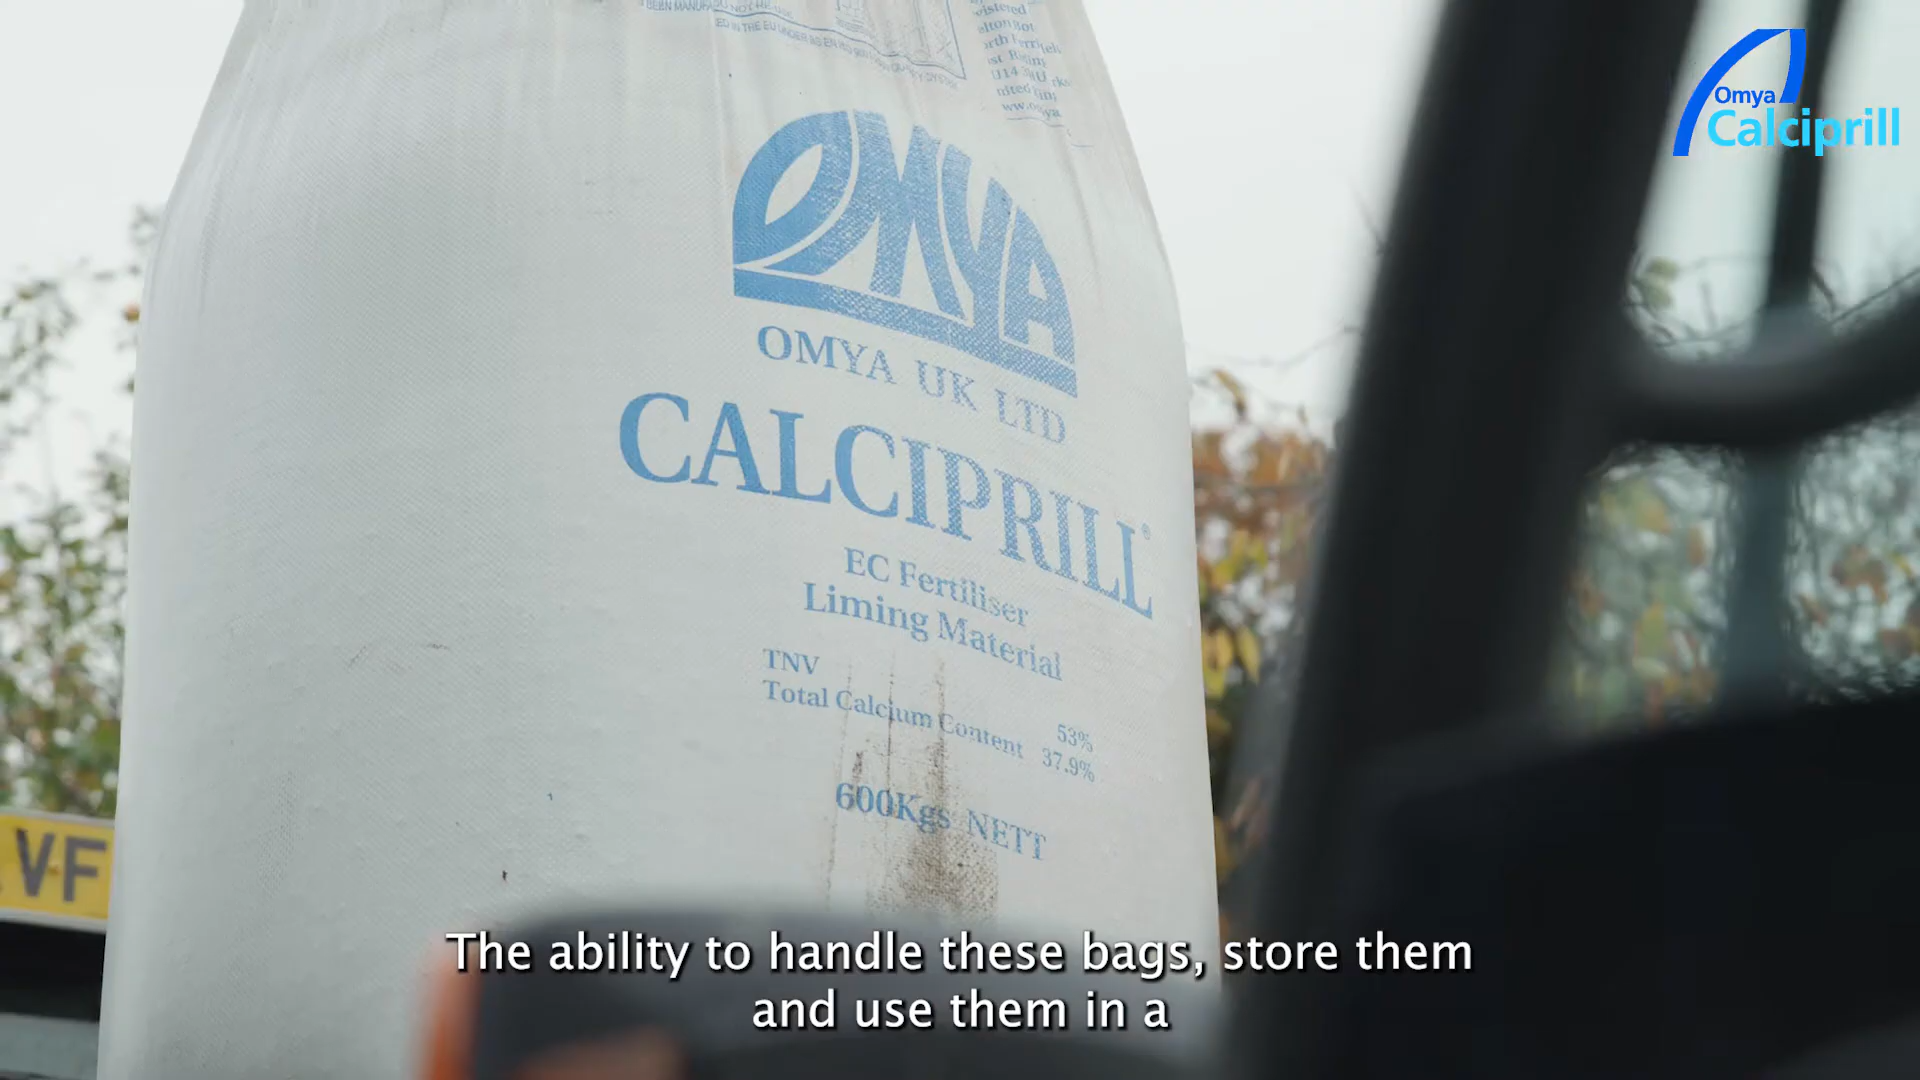 Omya
Calciprill
OMYA
OMYA UK LTD
CALCIPRILL®
EC Fertiliser
Liming Material
TNV 53%
Total Calcium Content 37.9%
600Kgs NETT
VF
The ability to handle these bags, store them
and use them in a